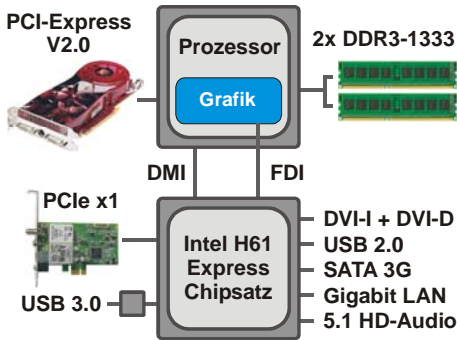 PCI-Express
V2.0
Prozessor
Grafik
2x DDR3-1333
DMI
FDI
PCIe x1
Intel H61
Express
Chipsatz
USB 3.0
DVI-I + DVI-D
USB 2.0
SATA 3G
Gigabit LAN
5.1 HD-Audio